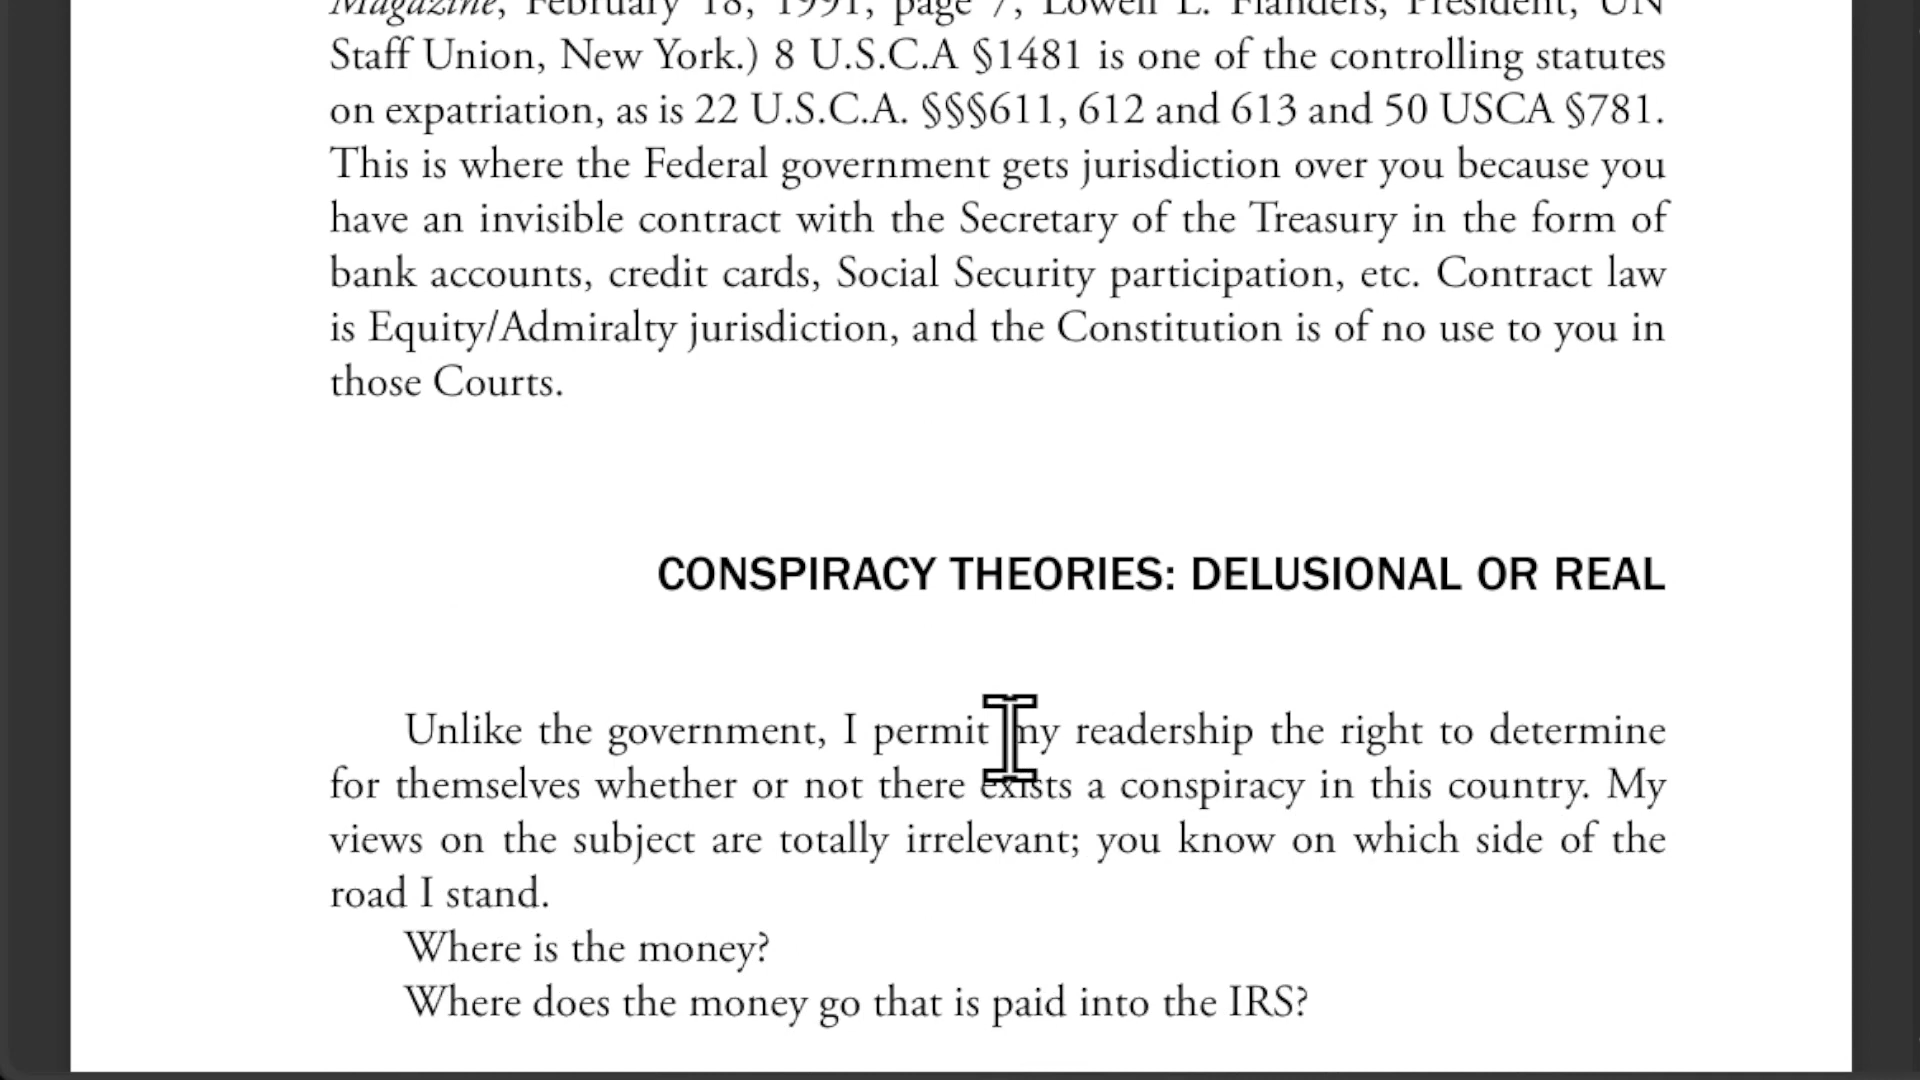 Magazine, February 18, 1991, page 7, Lowell L. Flanders, President, UN
Staff Union, New York.) 8 U.S.C.A §1481 is one of the controlling statutes
on expatriation, as is 22 U.S.C.A. §§§611, 612 and 613 and 50 USCA §781.
This is where the Federal government gets jurisdiction over you because you
have an invisible contract with the Secretary of the Treasury in the form of
bank accounts, credit cards, Social Security participation, etc. Contract law
is Equity/Admiralty jurisdiction, and the Constitution is of no use to you in
those Courts.
CONSPIRACY THEORIES: DELUSIONAL OR REAL
Unlike the government, I permit my readership the right to determine
for themselves whether or not there exists a conspiracy in this country. My
views on the subject are totally irrelevant; you know on which side of the
road I stand.
Where is the money?
Where does the money go that is paid into the IRS?